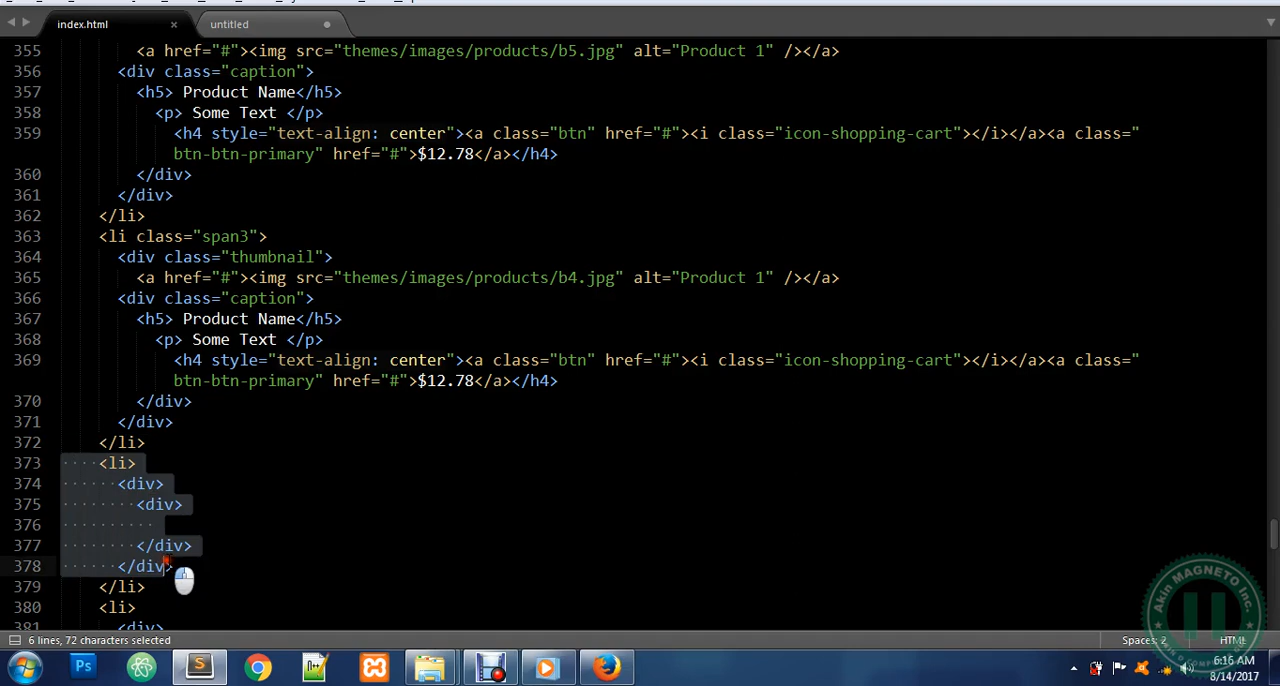 index.html × untitled
355 <a href="#"><img src="themes/images/products/b5.jpg" alt="Product 1" /></a>
356 <div class="caption">
357 <h5> Product Name</h5>
358 <p> Some Text </p>
359 <h4 style="text-align: center"><a class="btn" href="#"><i class="icon-shopping-cart"></i></a><a class="
btn-btn-primary" href="#">$12.78</a></h4>
360 </div>
361 </div>
362 </li>
363 <li class="span3">
364 <div class="thumbnail">
365 <a href="#"><img src="themes/images/products/b4.jpg" alt="Product 1" /></a>
366 <div class="caption">
367 <h5> Product Name</h5>
368 <p> Some Text </p>
369 <h4 style="text-align: center"><a class="btn" href="#"><i class="icon-shopping-cart"></i></a><a class="
btn-btn-primary" href="#">$12.78</a></h4>
370 </div>
371 </div>
372 </li>
373 <li>
374 <div>
375 <div>
376
377 </div>
378 </div>
379 </li>
380 <li>
381 <div>
Akin MAGNETO Inc.
6 lines, 72 characters selected Spaces: 2 HTML
Ps 6:16 AM
8/14/2017